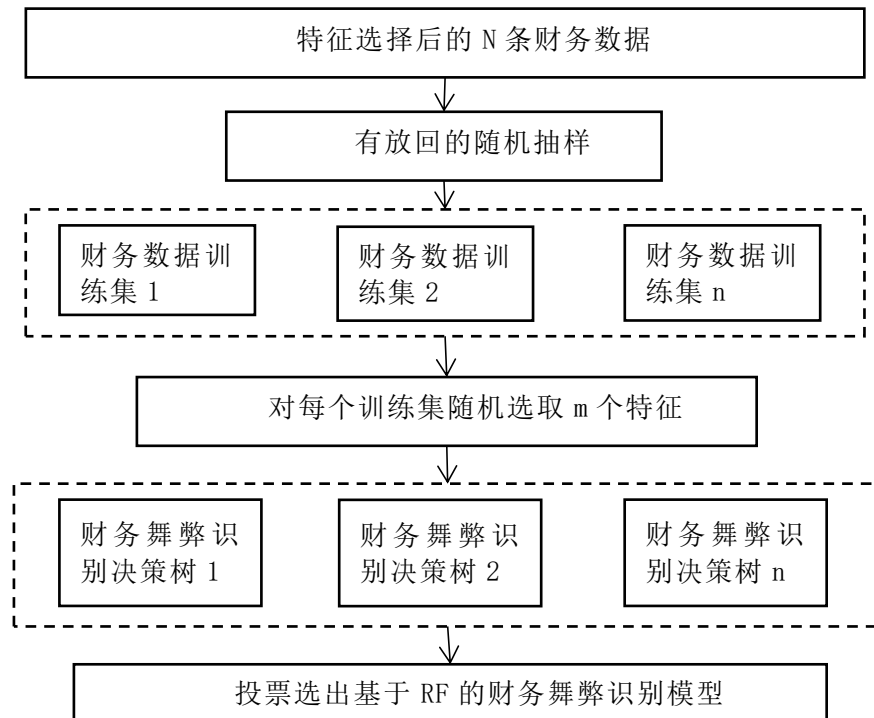 特征选择后的 N 条财务数据
有放回的随机抽样
财务数据训
练集 1
财务数据训
练集 2
财务数据训
练集 n
对每个训练集随机选取 m 个特征
财务舞弊识
别决策树 1
财务舞弊识
别决策树 2
财务舞弊识
别决策树 n
投票选出基于 RF 的财务舞弊识别模型